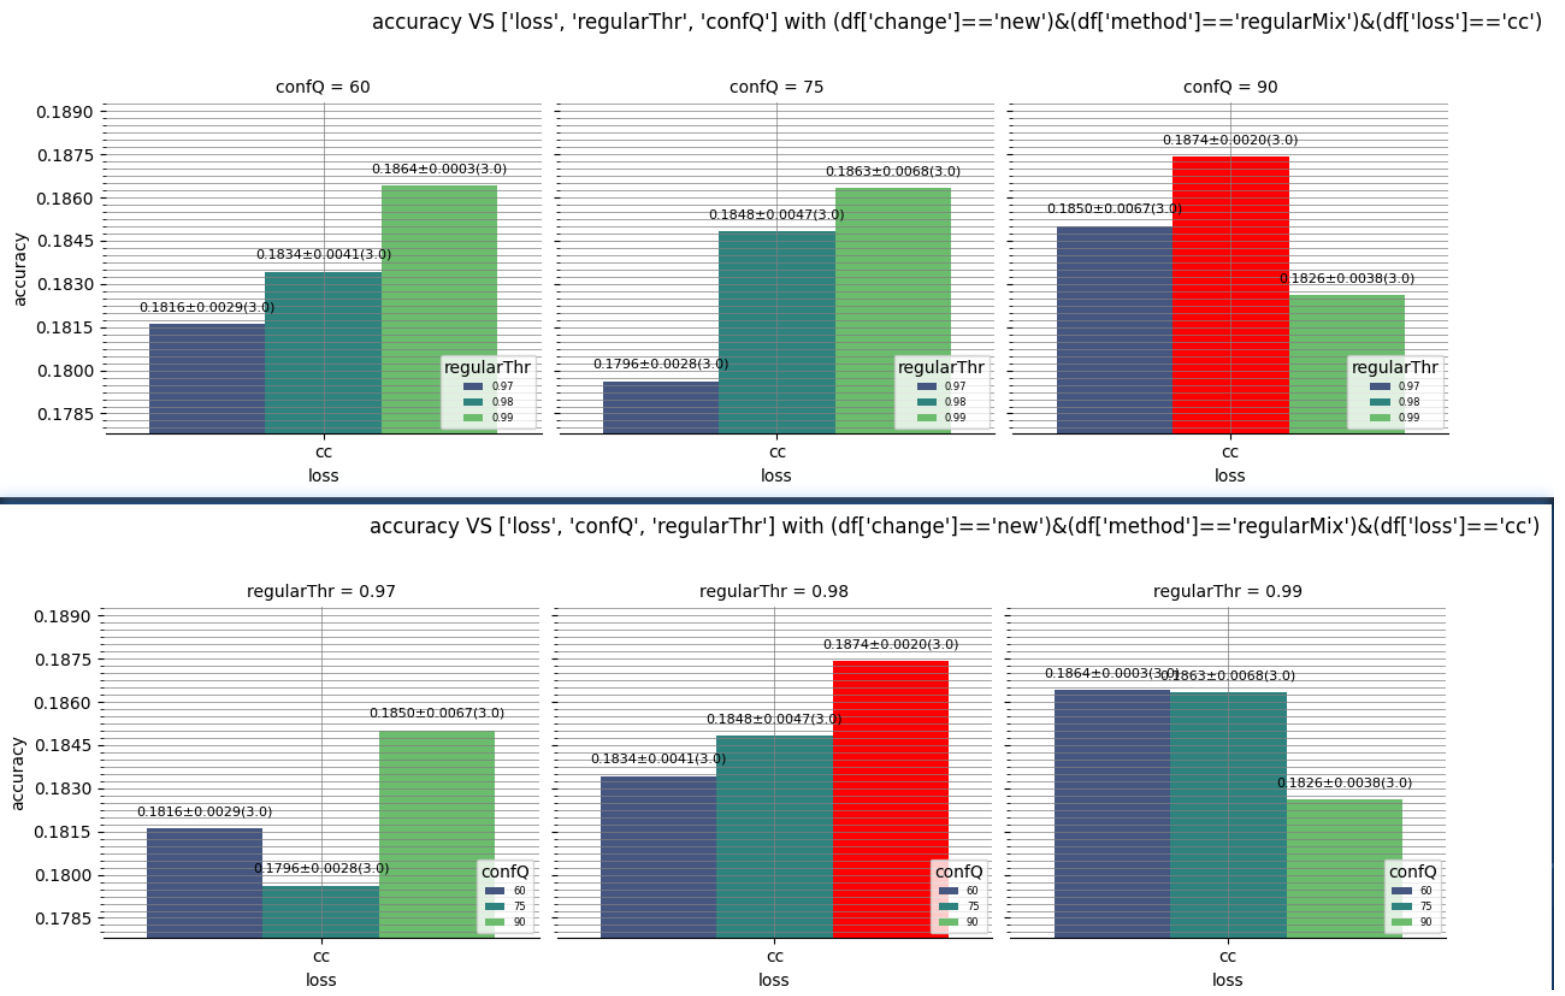 accuracy VS ['loss', 'regularThr', 'confQ'] with (df['change']=='new')&(df['method']=='regularMix')&(df['loss']=='cc')
confQ = 60
confQ = 75
confQ = 90
accuracy
0.1890
0.1875
0.1860
0.1845
0.1830
0.1815
0.1800
0.1785
0.1816±0.0029(3.0)
0.1834±0.0041(3.0)
0.1864±0.0003(3.0)
regularThr
0.97
0.98
0.99
cc
loss
0.1796±0.0028(3.0)
0.1848±0.0047(3.0)
0.1863±0.0068(3.0)
regularThr
0.97
0.98
0.99
cc
loss
0.1850±0.0067(3.0)
0.1874±0.0020(3.0)
0.1826±0.0038(3.0)
regularThr
0.97
0.98
0.99
cc
loss
accuracy VS ['loss', 'confQ', 'regularThr'] with (df['change']=='new')&(df['method']=='regularMix')&(df['loss']=='cc')
regularThr = 0.97
regularThr = 0.98
regularThr = 0.99
accuracy
0.1890
0.1875
0.1860
0.1845
0.1830
0.1815
0.1800
0.1785
0.1816±0.0029(3.0)
0.1796±0.0028(3.0)
0.1850±0.0067(3.0)
confQ
60
75
90
cc
loss
0.1834±0.0041(3.0)
0.1848±0.0047(3.0)
0.1874±0.0020(3.0)
confQ
60
75
90
cc
loss
0.1864±0.0003(3.0)
0.1863±0.0068(3.0)
0.1826±0.0038(3.0)
confQ
60
75
90
cc
loss